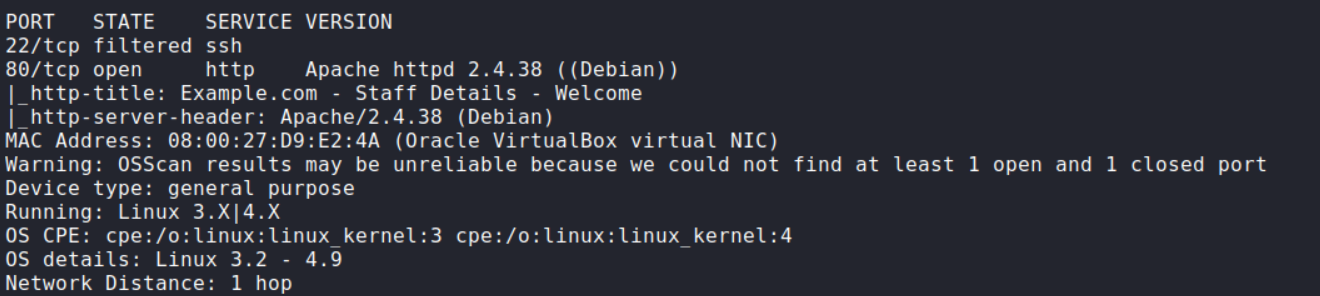 PORT   STATE    SERVICE VERSION
22/tcp filtered ssh
80/tcp open     http    Apache httpd 2.4.38 ((Debian))
|_http-title: Example.com - Staff Details - Welcome
|_http-server-header: Apache/2.4.38 (Debian)
MAC Address: 08:00:27:D9:E2:4A (Oracle VirtualBox virtual NIC)
Warning: OSScan results may be unreliable because we could not find at least 1 open and 1 closed port
Device type: general purpose
Running: Linux 3.X|4.X
OS CPE: cpe:/o:linux:linux_kernel:3 cpe:/o:linux:linux_kernel:4
OS details: Linux 3.2 - 4.9
Network Distance: 1 hop